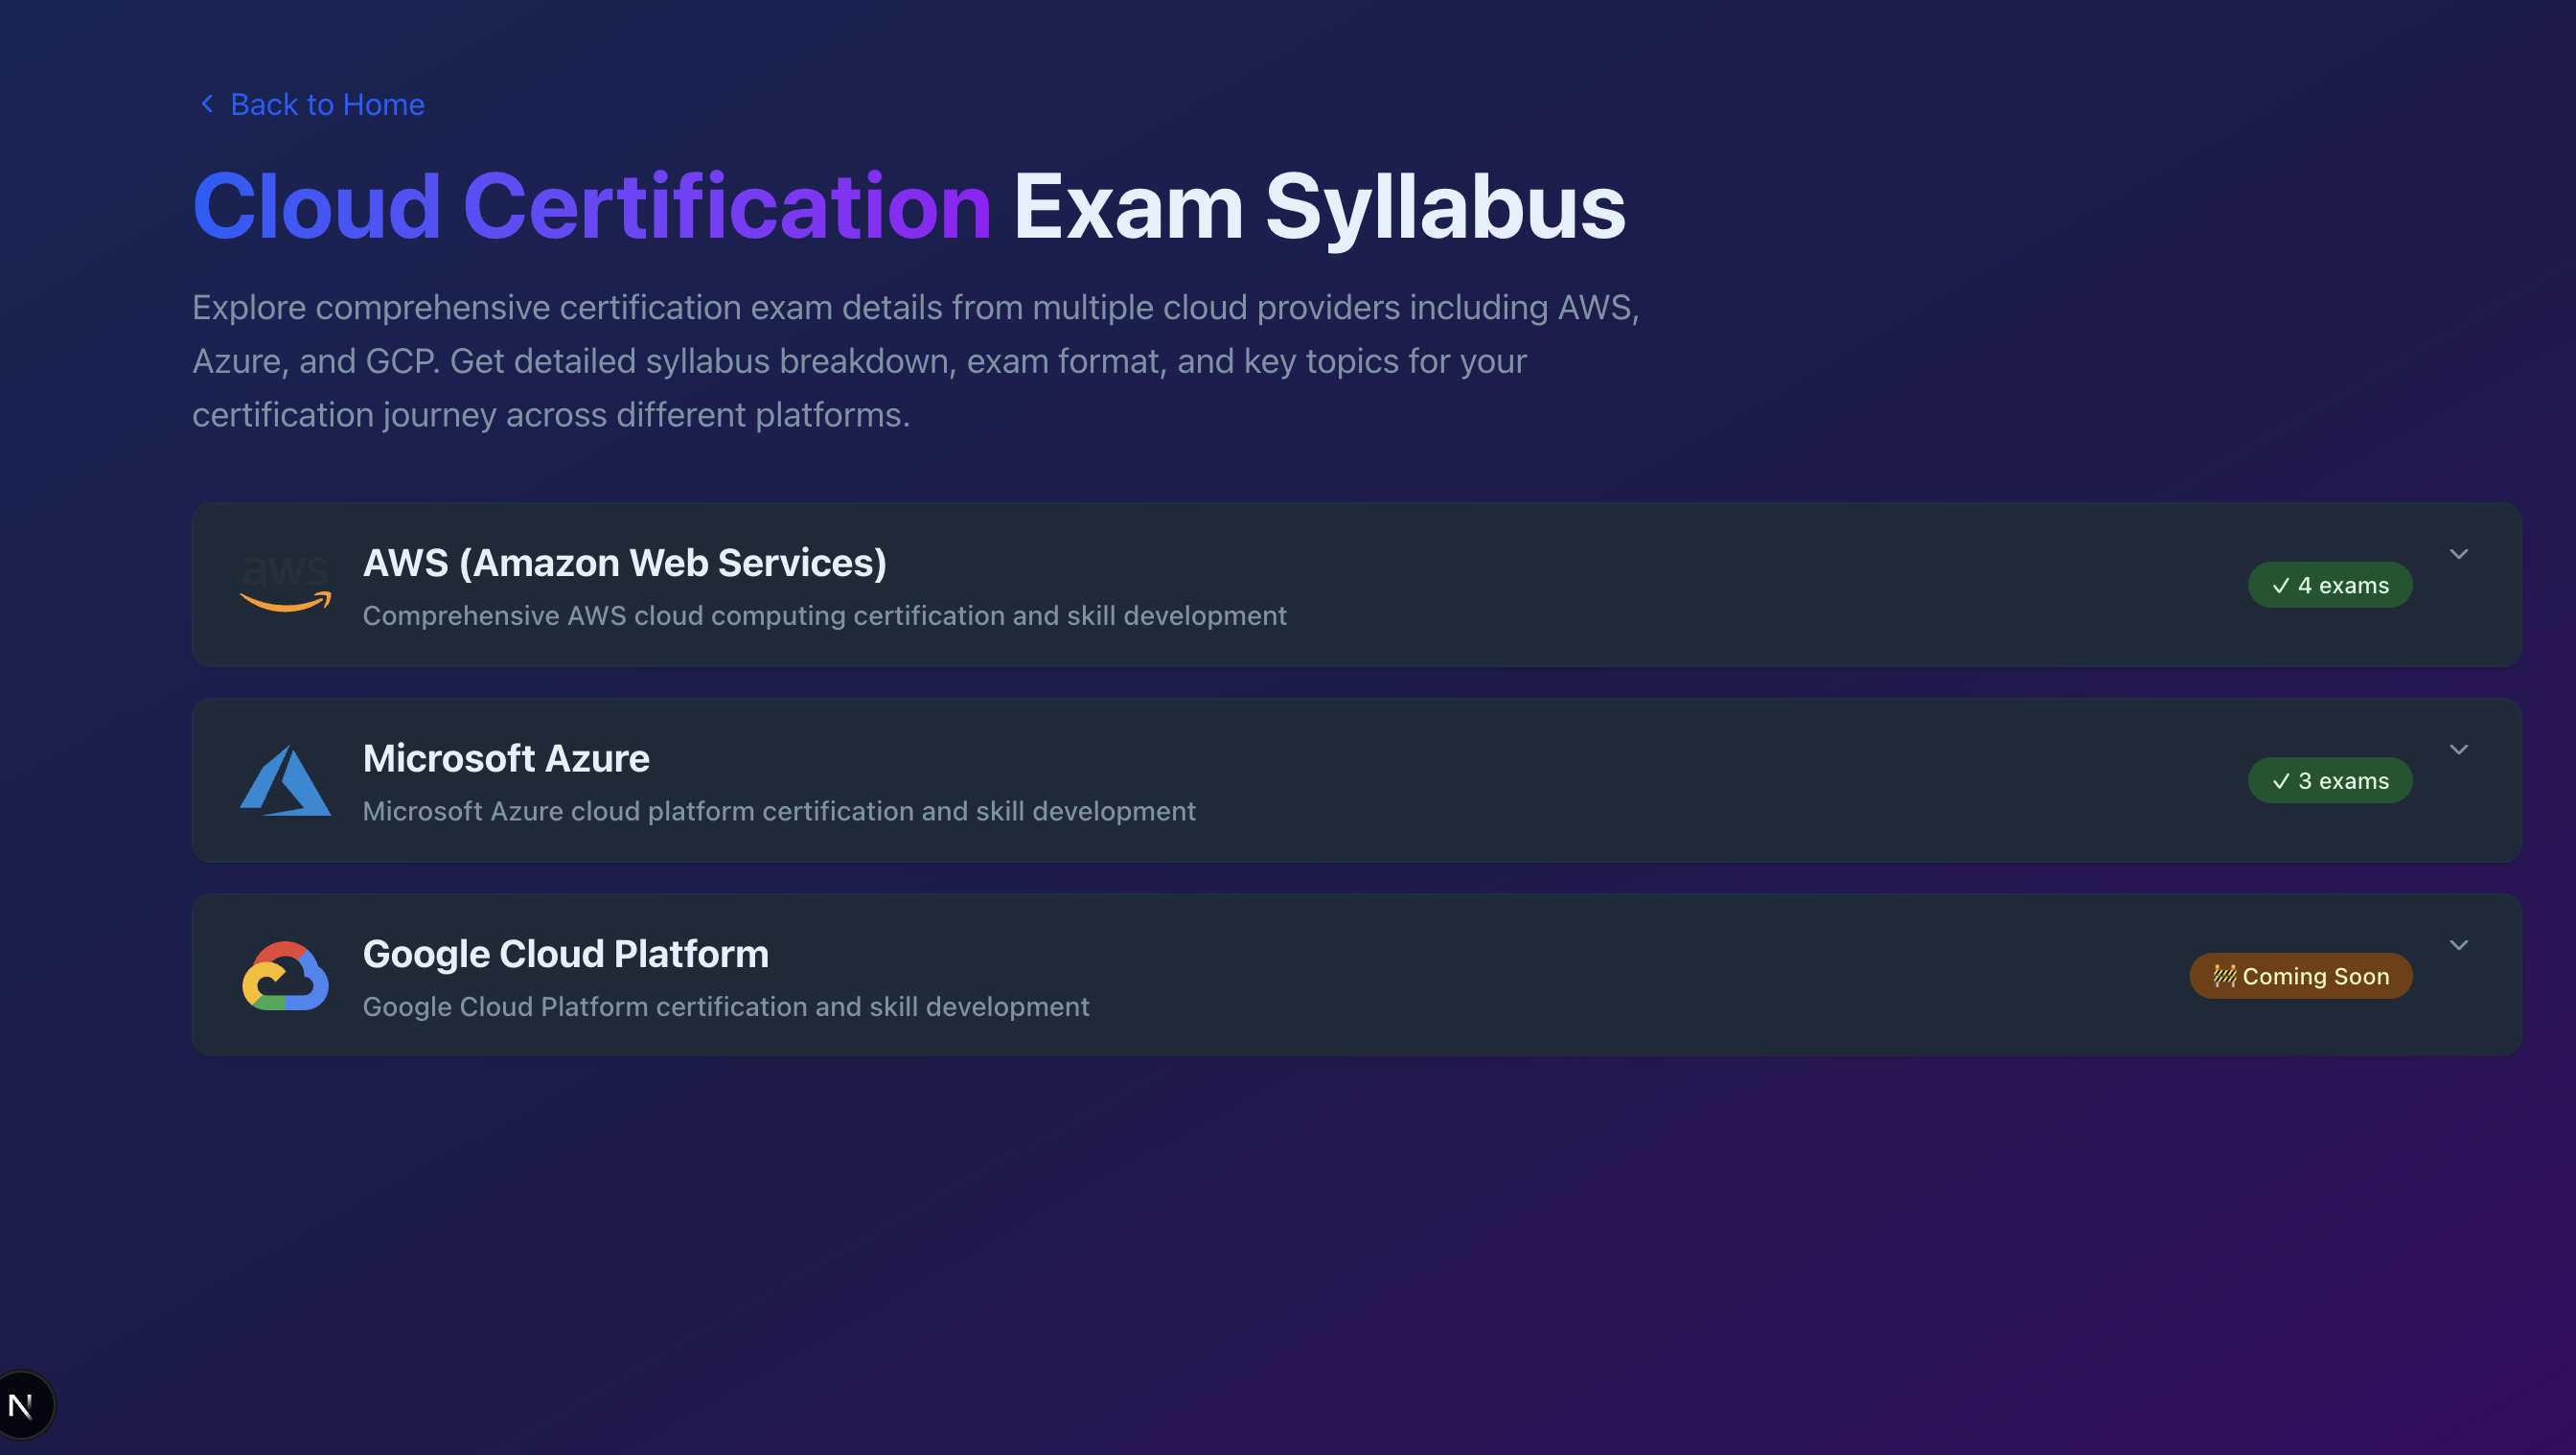 Back to Home
Cloud Certification Exam Syllabus
Explore comprehensive certification exam details from multiple cloud providers including AWS,
Azure, and GCP. Get detailed syllabus breakdown, exam format, and key topics for your
certification journey across different platforms.
aws
AWS (Amazon Web Services)
Comprehensive AWS cloud computing certification and skill development
✓ 4 exams
Microsoft Azure
Microsoft Azure cloud platform certification and skill development
✓ 3 exams
Google Cloud Platform
Google Cloud Platform certification and skill development
🚧 Coming Soon
N